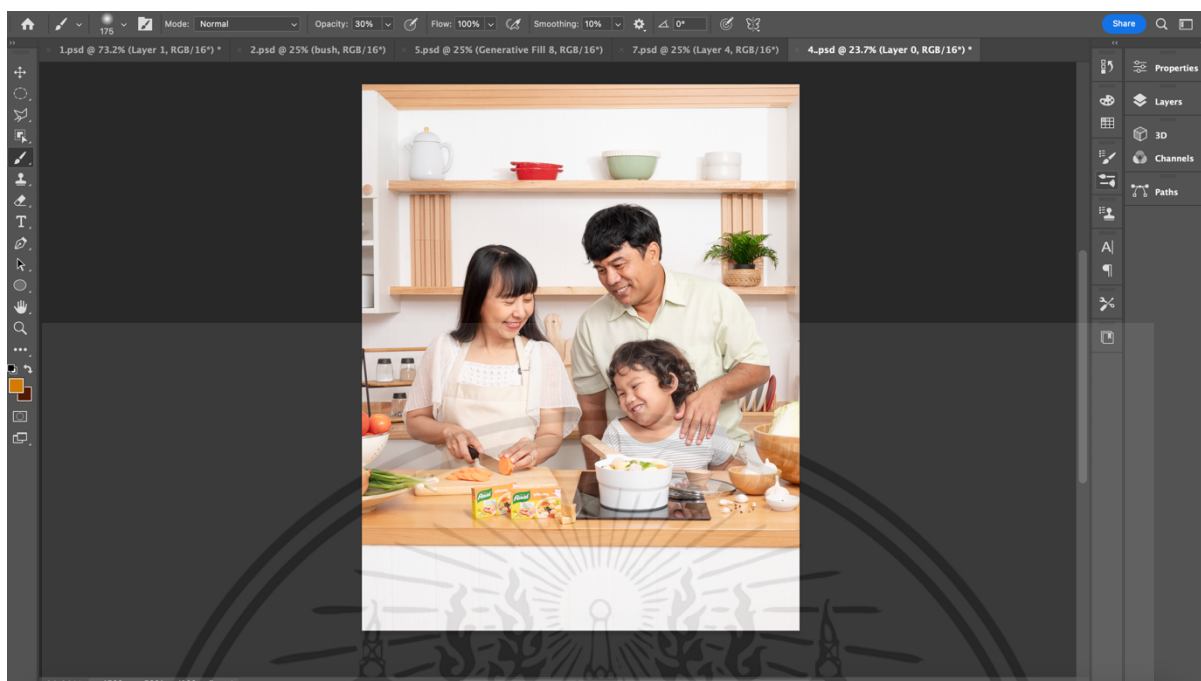 175 Mode: Normal Opacity: 30% Flow: 100% Smoothing: 10% 0° Share
1.psd @ 73.2% (Layer 1, RGB/16*) * 2.psd @ 25% (bush, RGB/16*) 5.psd @ 25% (Generative Fill 8, RGB/16*) 7.psd @ 25% (Layer 4, RGB/16*) 4..psd @ 23.7% (Layer 0, RGB/16*) *
Properties
Layers
3D
Channels
Paths
Knorr Knorr